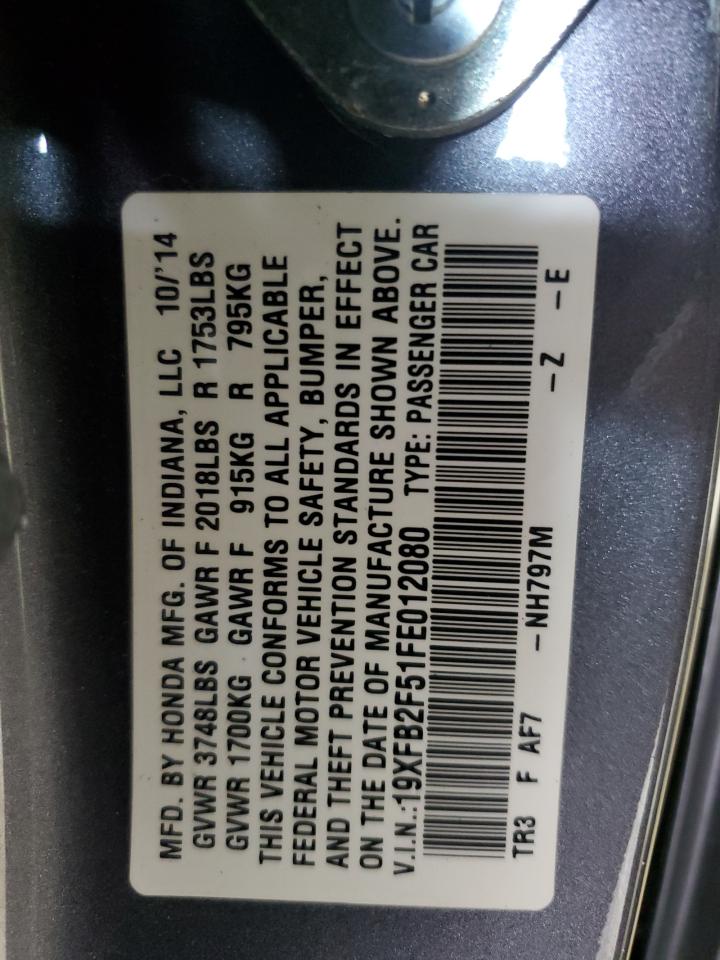 MFD. BY HONDA MFG. OF INDIANA, LLC 10/'14
GVWR 3748LBS GAWR F 2018LBS R 1753LBS
GVWR 1700KG GAWR F 915KG R 795KG
THIS VEHICLE CONFORMS TO ALL APPLICABLE
FEDERAL MOTOR VEHICLE SAFETY, BUMPER,
AND THEFT PREVENTION STANDARDS IN EFFECT
ON THE DATE OF MANUFACTURE SHOWN ABOVE.
V.I.N.:19XFB2F51FE012080 TYPE: PASSENGER CAR
TR3 F AF7 –NH797M –Z –E